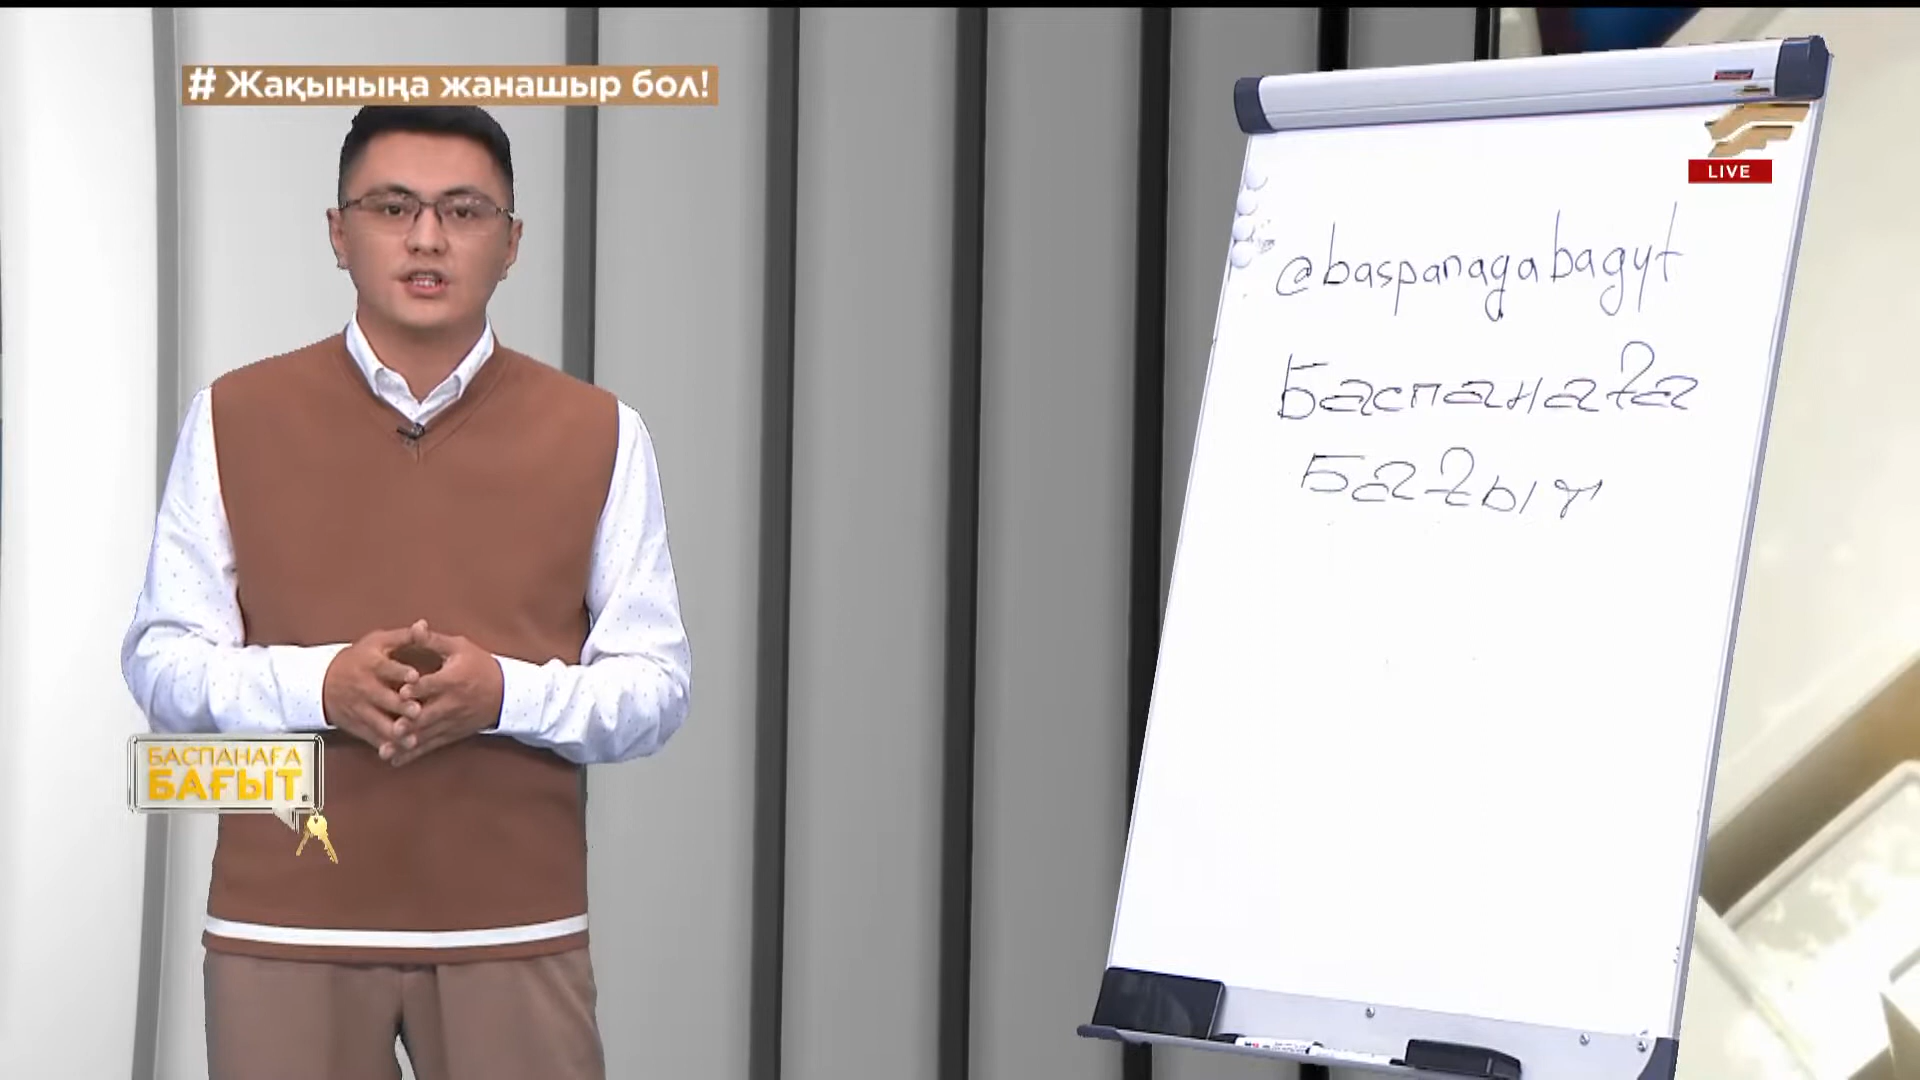 # Жақыныңа жанашыр бол!
LIVE
@baspanagabagyt
Баспанаға
Бағыт
БАСПАНАҒА
БАҒЫТ.